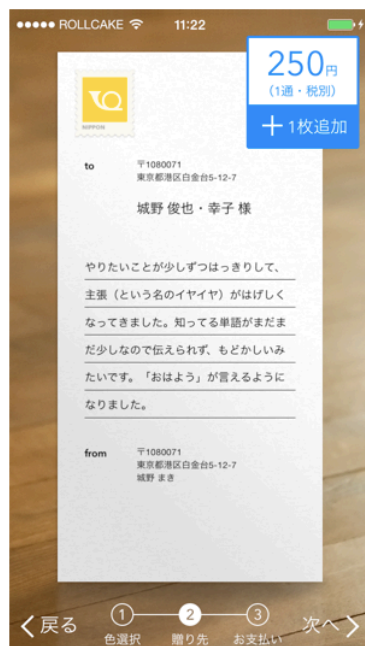 ROLLCAKE 11:22
250円
(1通・税別)
＋1枚追加
NIPPON
to 〒1080071
東京都港区白金台5-12-7
城野 俊也・幸子 様
やりたいことが少しずつはっきりして、
主張（という名のイヤイヤ）がはげしく
なってきました。知ってる単語がまだま
だ少しなので伝えられず、もどかしいみ
たいです。「おはよう」が言えるように
なりました。
from 〒1080071
東京都港区白金台5-12-7
城野 まき
戻る 1 2 3 次へ
色選択 贈り先 お支払い